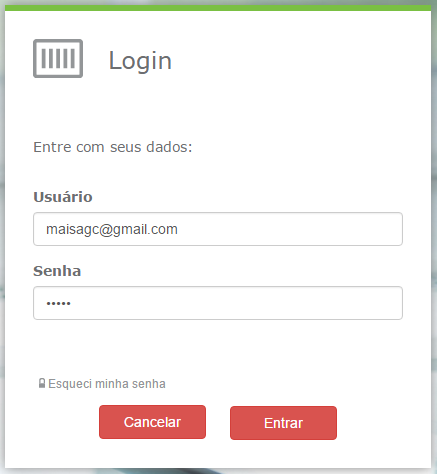 Login
Entre com seus dados:
Usuário
maisagc@gmail.com
Senha
•••••
Esqueci minha senha
Cancelar Entrar